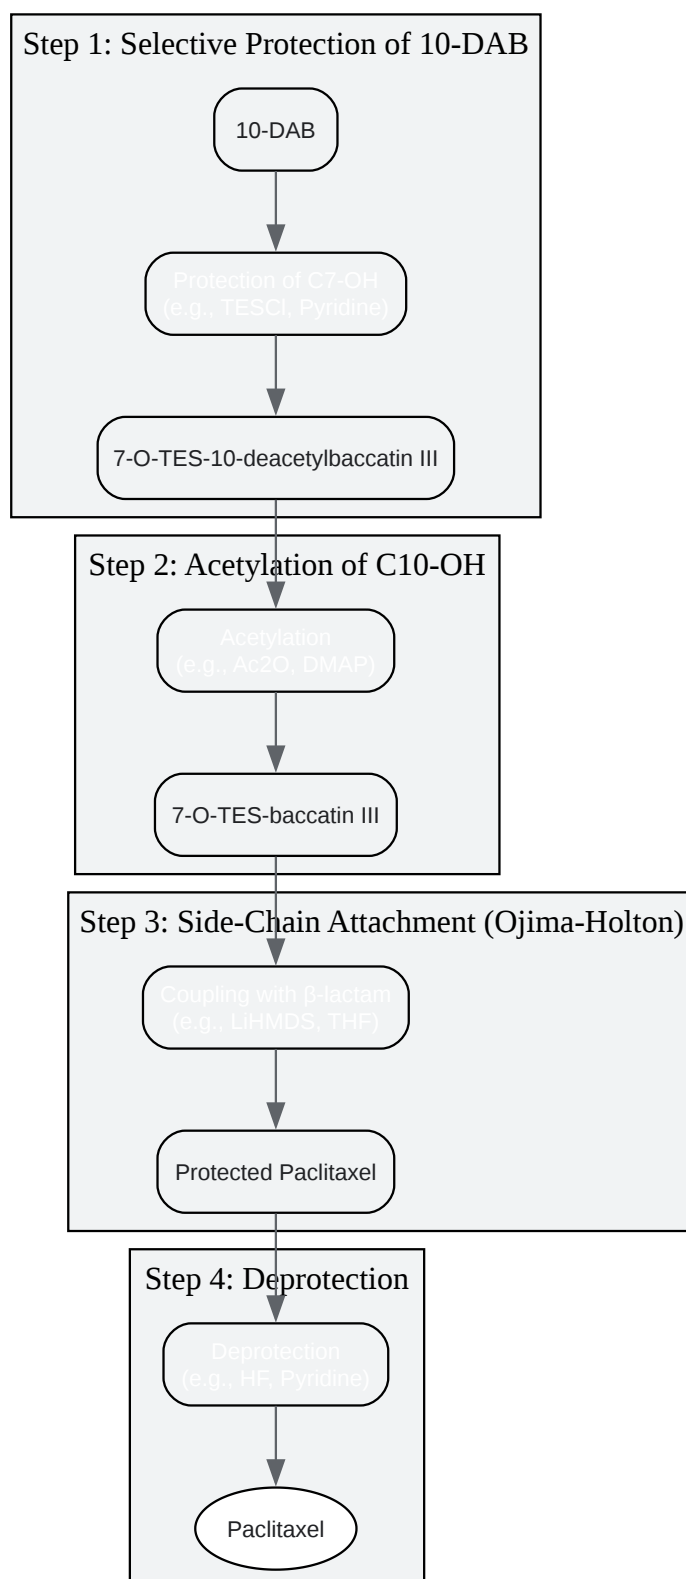 Step 1: Selective Protection of 10-DAB
10-DAB
Protection of C7-OH
(e.g., TESCl, Pyridine)
7-O-TES-10-deacetylbaccatin III
Step 2: Acetylation of C10-OH
Acetylation
(e.g., Ac2O, DMAP)
7-O-TES-baccatin III
Step 3: Side-Chain Attachment (Ojima-Holton)
Coupling with β-lactam
(e.g., LiHMDS, THF)
Protected Paclitaxel
Step 4: Deprotection
Deprotection
(e.g., HF, Pyridine)
Paclitaxel